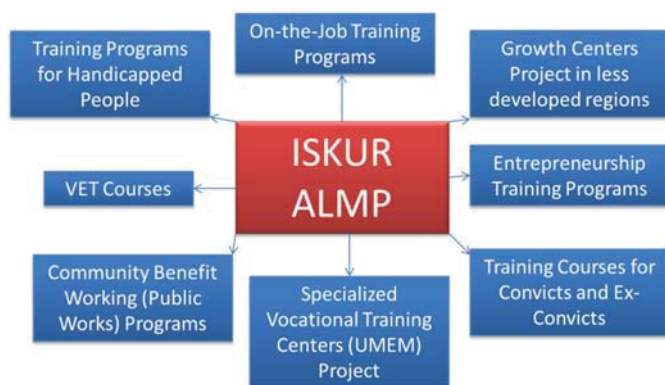 Training Programs
for Handicapped
People
On-the-Job Training
Programs
Growth Centers
Project in less
developed regions
ISKUR
ALMP
VET Courses
Entrepreneurship
Training Programs
Community Benefit
Working (Public
Works) Programs
Specialized
Vocational Training
Centers (UMEM)
Project
Training Courses for
Convicts and Ex-
Convicts